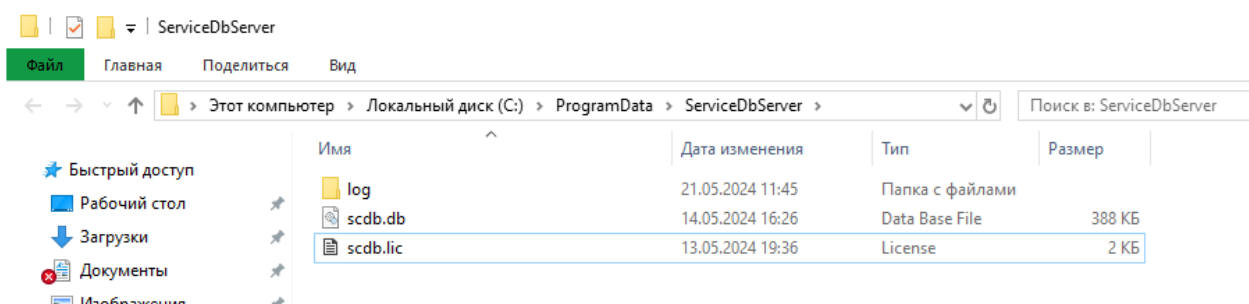 ServiceDbServer
Файл Главная Поделиться Вид
Этот компьютер > Локальный диск (C:) > ProgramData > ServiceDbServer > Поиск в: ServiceDbServer
Имя Дата изменения Тип Размер
Быстрый доступ
log 21.05.2024 11:45 Папка с файлами
Рабочий стол
scdb.db 14.05.2024 16:26 Data Base File 388 КБ
Загрузки
scdb.lic 13.05.2024 19:36 License 2 КБ
Документы
Изображения